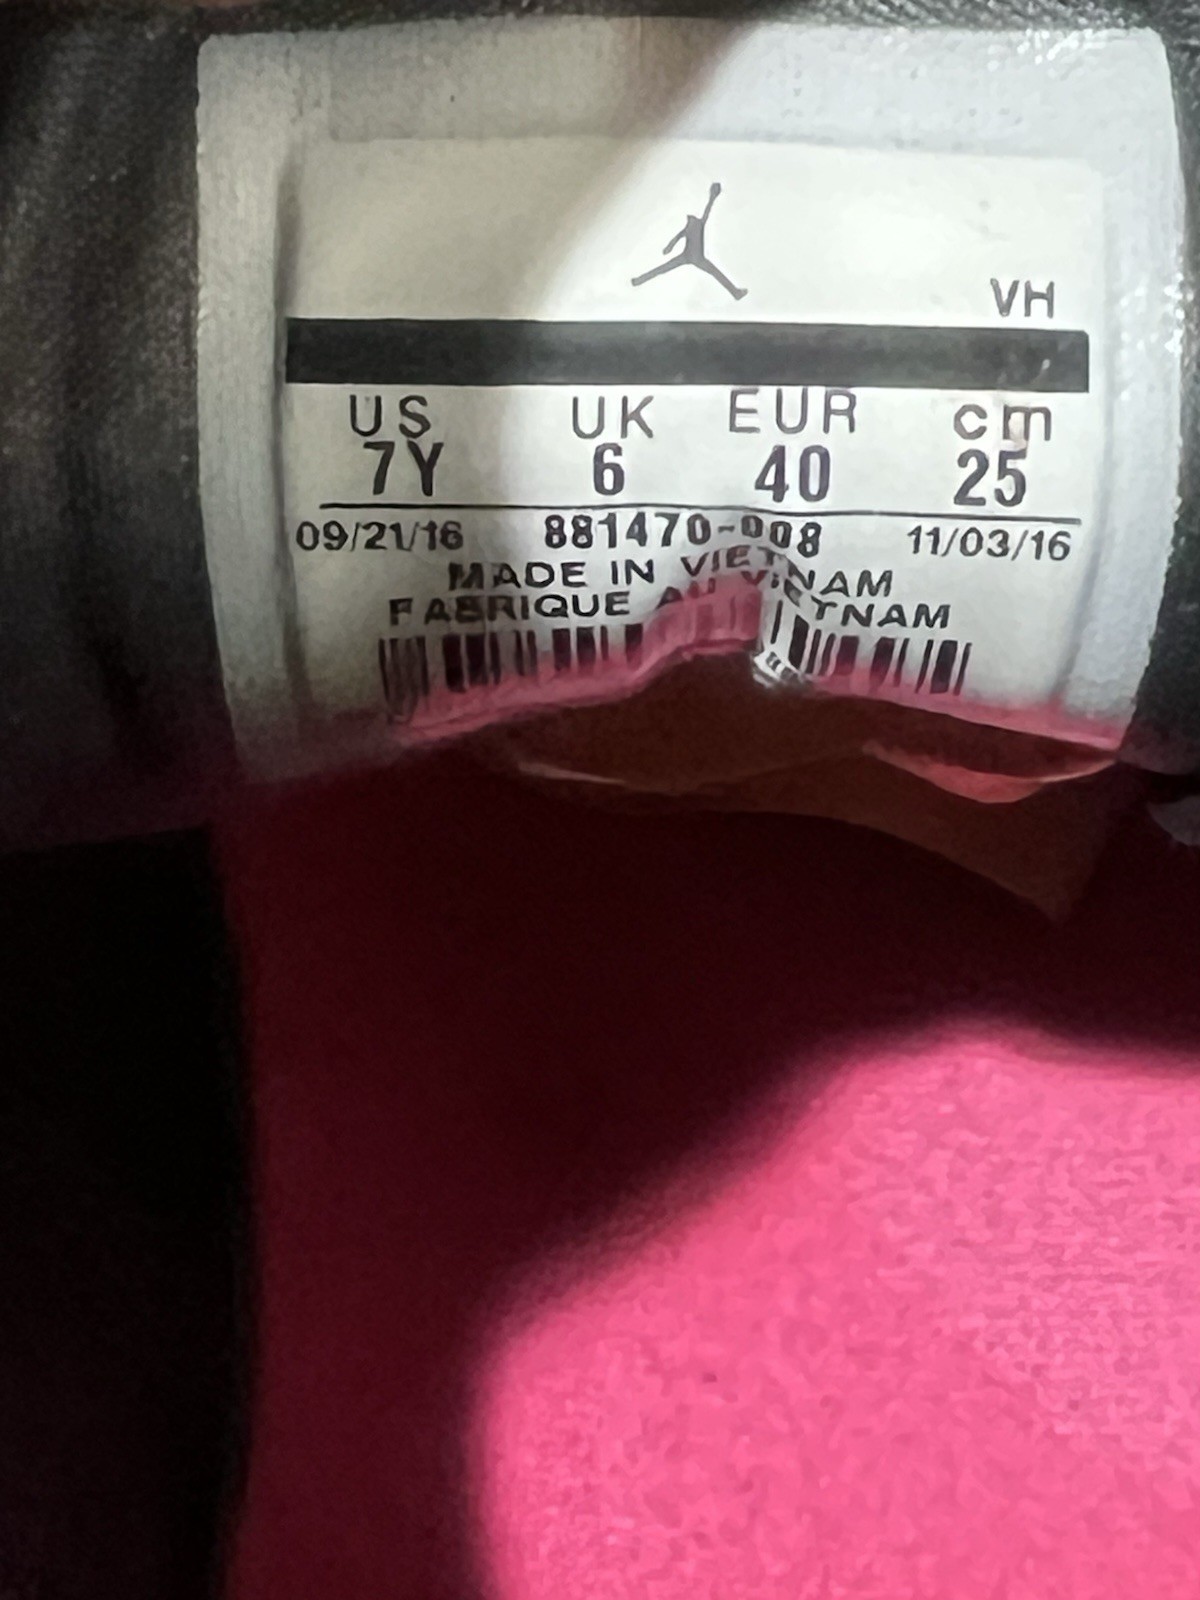 VH
US UK EUR cm
7Y 6 40 25
09/21/16 881470-008 11/03/16
MADE IN VIETNAM
FABRIQUE AU VIETNAM